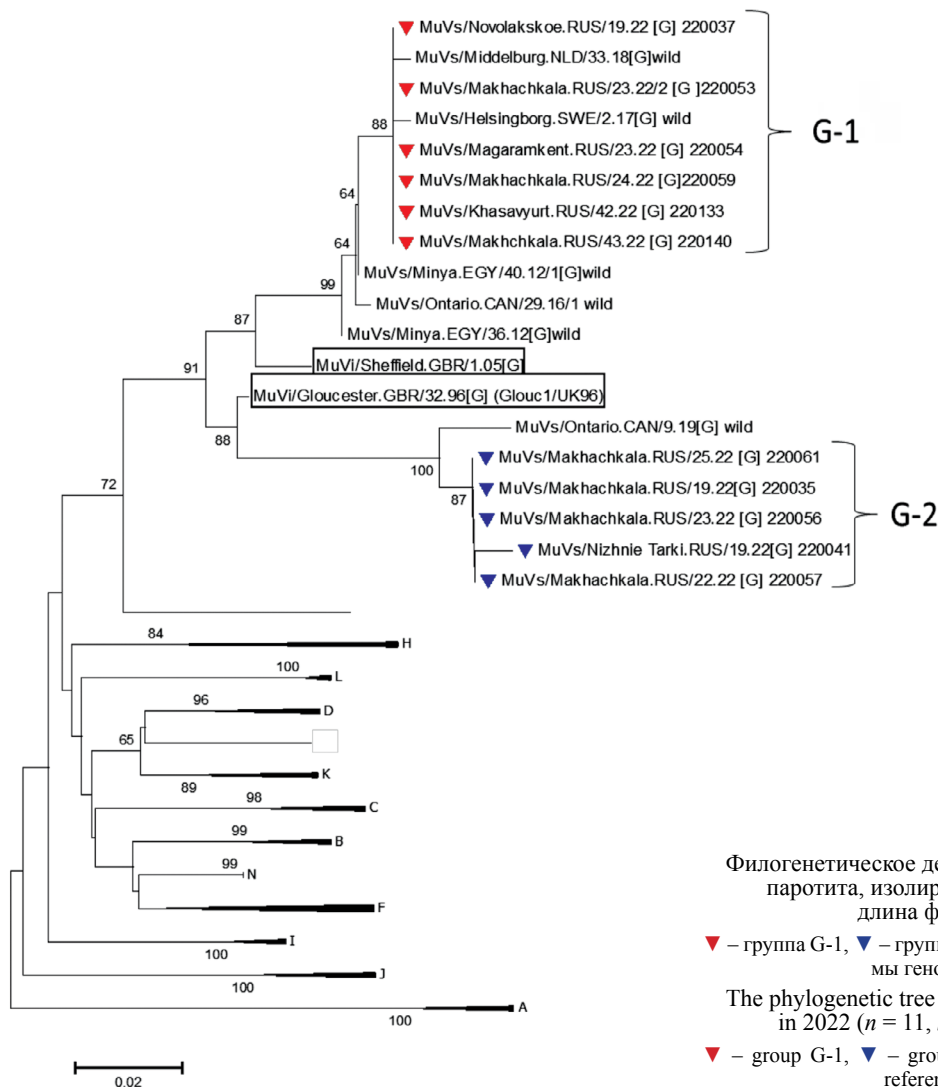 MuVs/Novolakskoe.RUS/19.22 [G] 220037
MuVs/Middelburg.NLD/33.18[G]wild
MuVs/Makhachkala.RUS/23.22/2 [G ]220053
MuVs/Helsingborg.SWE/2.17[G] wild
MuVs/Magaramkent.RUS/23.22 [G] 220054
MuVs/Makhachkala.RUS/24.22 [G]220059
MuVs/Khasavyurt.RUS/42.22 [G] 220133
MuVs/Makhchkala.RUS/43.22 [G] 220140
G-1
88
64
64
MuVs/Minya.EGY/40.12/1[G]wild
99
MuVs/Ontario.CAN/29.16/1 wild
87
MuVs/Minya.EGY/36.12[G]wild
91
MuVi/Sheffield.GBR/1.05[G]
MuVi/Gloucester.GBR/32.96[G] (Glouc1/UK96)
88
MuVs/Ontario.CAN/9.19[G] wild
100
MuVs/Makhachkala.RUS/25.22 [G] 220061
72
87
MuVs/Makhachkala.RUS/19.22[G] 220035
MuVs/Makhachkala.RUS/23.22 [G] 220056
MuVs/Nizhnie Tarki.RUS/19.22[G] 220041
MuVs/Makhachkala.RUS/22.22 [G] 220057
G-2
84
H
100
L
96
D
65
K
89
98
C
99
B
99
N
F
I
100
J
100
A
100
0.02
Филогенетическое де
паротита, изолир
длина ф
▼ – группа G-1, ▼ – групп
мы гено
The phylogenetic tree
in 2022 (n = 11,
▼ – group G-1, ▼ – grou
refere